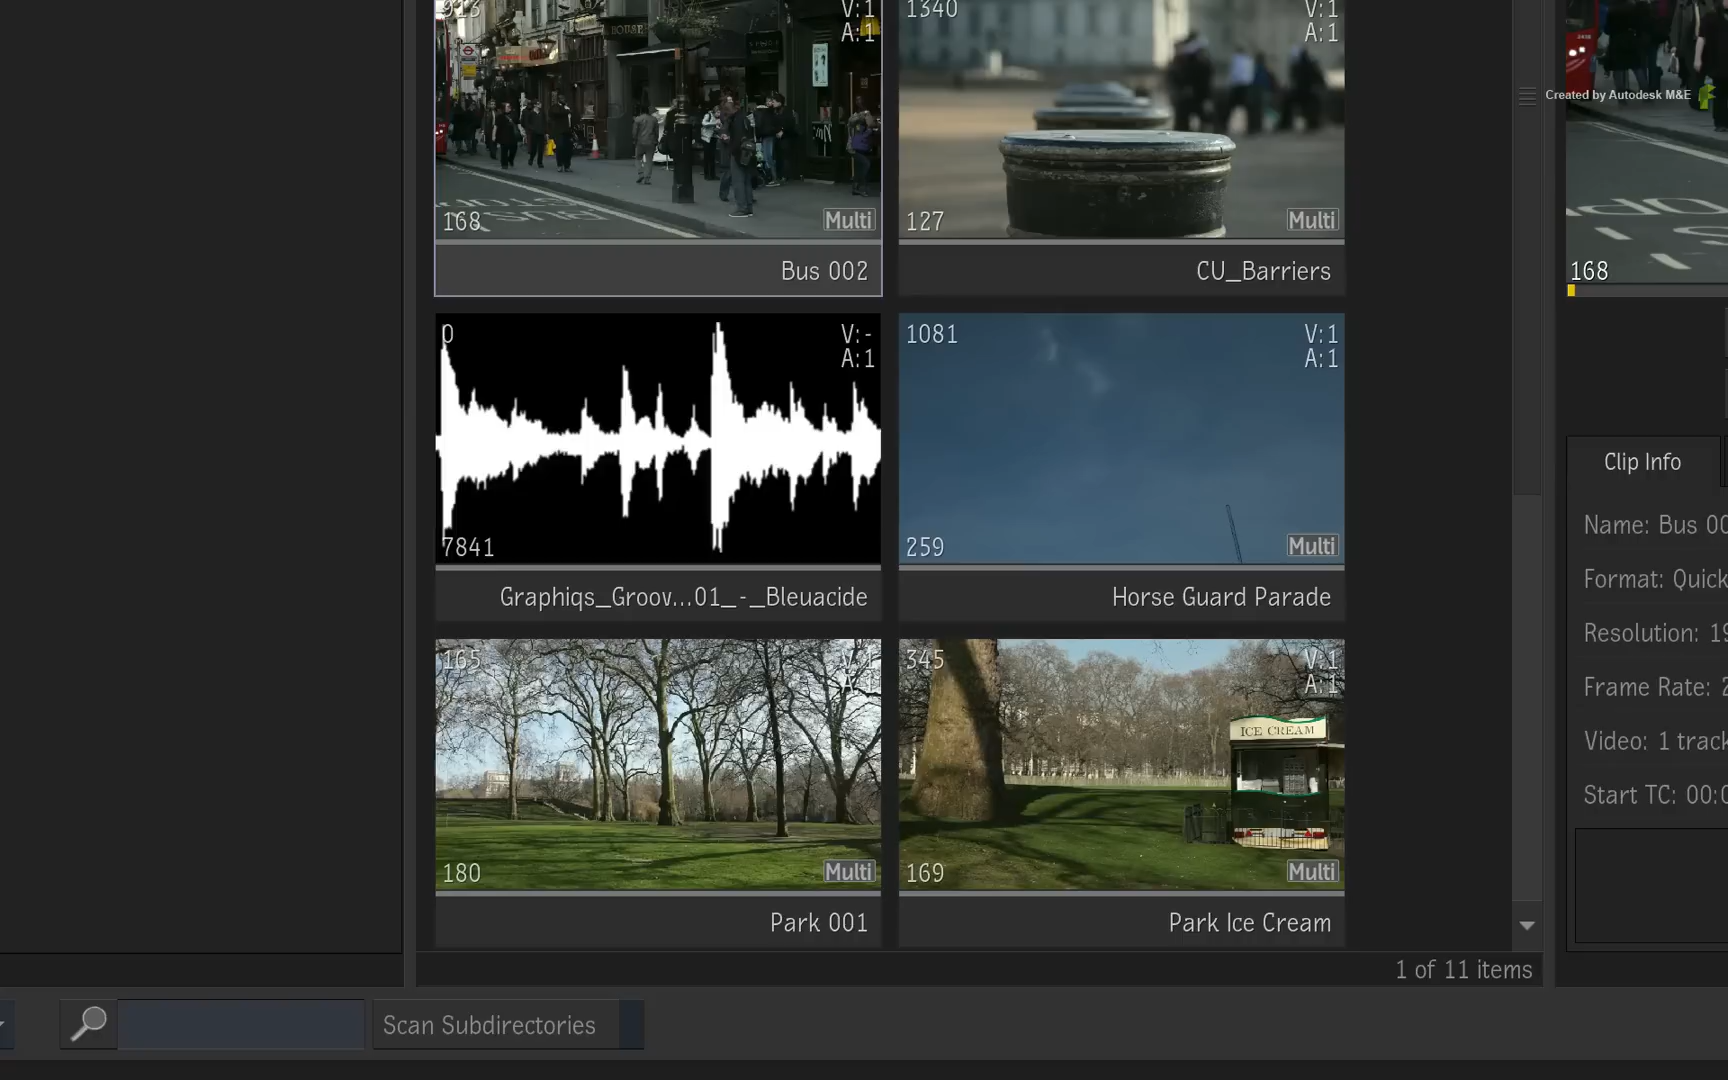 913
V:1
A:1
168
Multi
Bus 002
1340
V:1
A:1
127
Multi
CU_Barriers
Created by Autodesk M&E
168
0
V:-
A:1
7841
Graphiqs_Groov...01_-_Bleuacide
1081
V:1
A:1
259
Multi
Horse Guard Parade
165
V:1
A:1
180
Multi
Park 001
345
V:1
A:1
ICE CREAM
169
Multi
Park Ice Cream
Clip Info
Name: Bus 00
Format: Quick
Resolution: 19
Frame Rate: 2
Video: 1 track
Start TC: 00:0
1 of 11 items
Scan Subdirectories